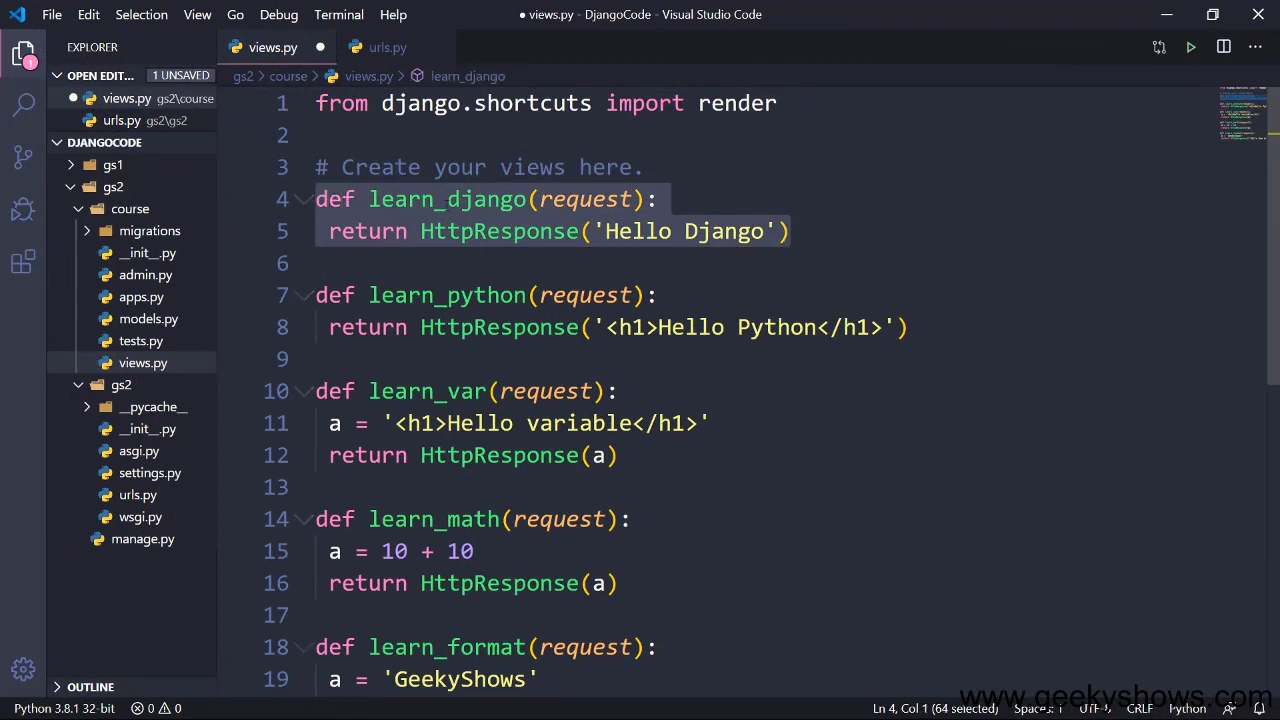 File Edit Selection View Go Debug Terminal Help
● views.py - DjangoCode - Visual Studio Code
EXPLORER
views.py
urls.py
OPEN EDIT... 1 UNSAVED
gs2 > course > views.py > learn_django
views.py gs2\course
urls.py gs2\gs2
DJANGOCODE
gs1
gs2
course
migrations
__init__.py
admin.py
apps.py
models.py
tests.py
views.py
gs2
__pycache__
__init__.py
asgi.py
settings.py
urls.py
wsgi.py
manage.py
OUTLINE
1
1 from django.shortcuts import render
2
3 # Create your views here.
4 def learn_django(request):
5 return HttpResponse('Hello Django')
6
7 def learn_python(request):
8 return HttpResponse('<h1>Hello Python</h1>')
9
10 def learn_var(request):
11 a = '<h1>Hello variable</h1>'
12 return HttpResponse(a)
13
14 def learn_math(request):
15 a = 10 + 10
16 return HttpResponse(a)
17
18 def learn_format(request):
19 a = 'GeekyShows'
www.geekyshows.com
Python 3.8.1 32-bit 0 0 Ln 4, Col 1 (64 selected) Spaces: 1 UTF-8 CRLF Python